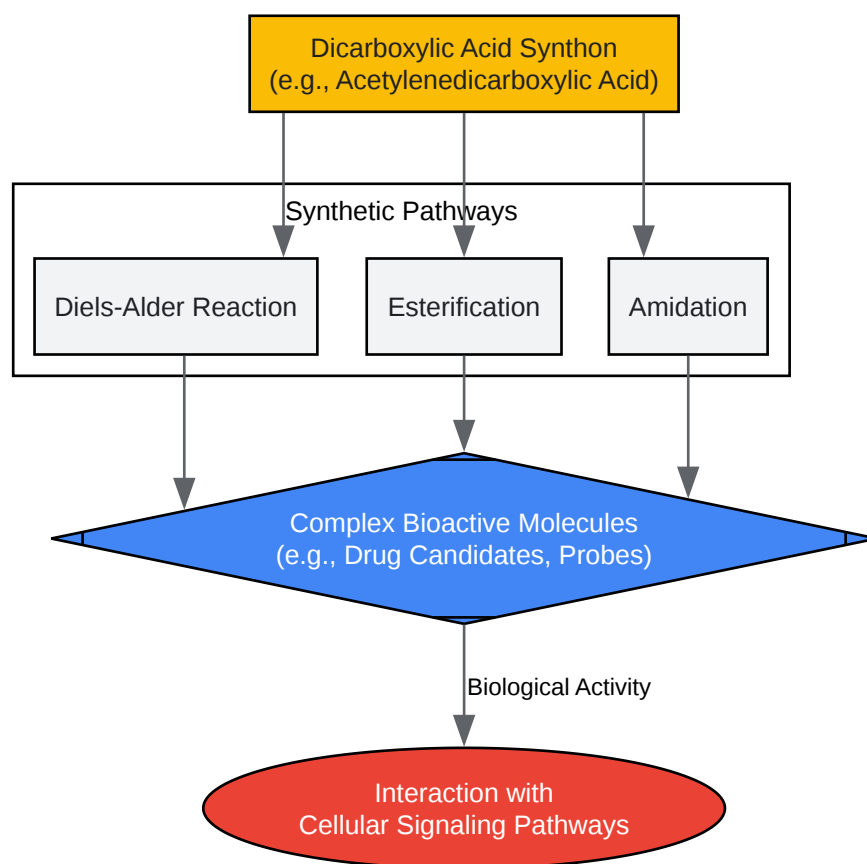 Dicarboxylic Acid Synthon
(e.g., Acetylenedicarboxylic Acid)
Synthetic Pathways
Diels-Alder Reaction
Esterification
Amidation
Complex Bioactive Molecules
(e.g., Drug Candidates, Probes)
Biological Activity
Interaction with
Cellular Signaling Pathways